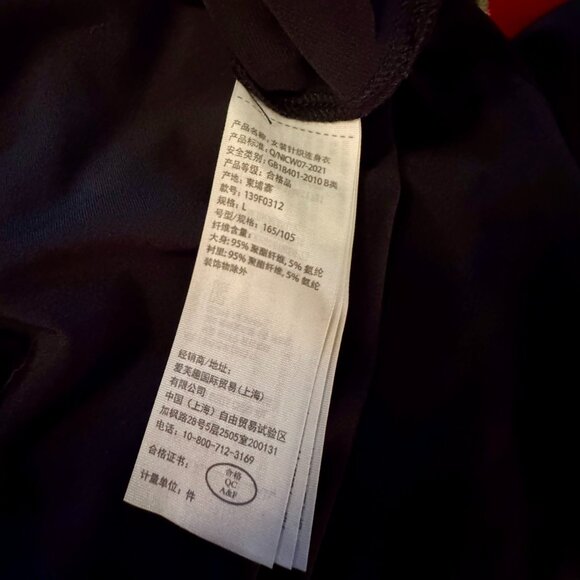 产品名称: 女装针织连身衣
产品标准: Q/NICW07-2021
安全类别: GB18401-2010 B类
产品等级: 合格品
产地: 柬埔寨
款号: 139F0312
规格: L
号型/规格: 165/105
纤维含量:
大身: 95% 聚酯纤维, 5% 氨纶
衬里: 95% 聚酯纤维, 5% 氨纶
装饰物除外
经销商/地址:
爱芙趣国际贸易(上海)
有限公司
中国（上海）自由贸易试验区
加枫路28号5层2505室200131
电话: 10-800-712-3169
合格证书:
合格
QC
A&F
计量单位: 件